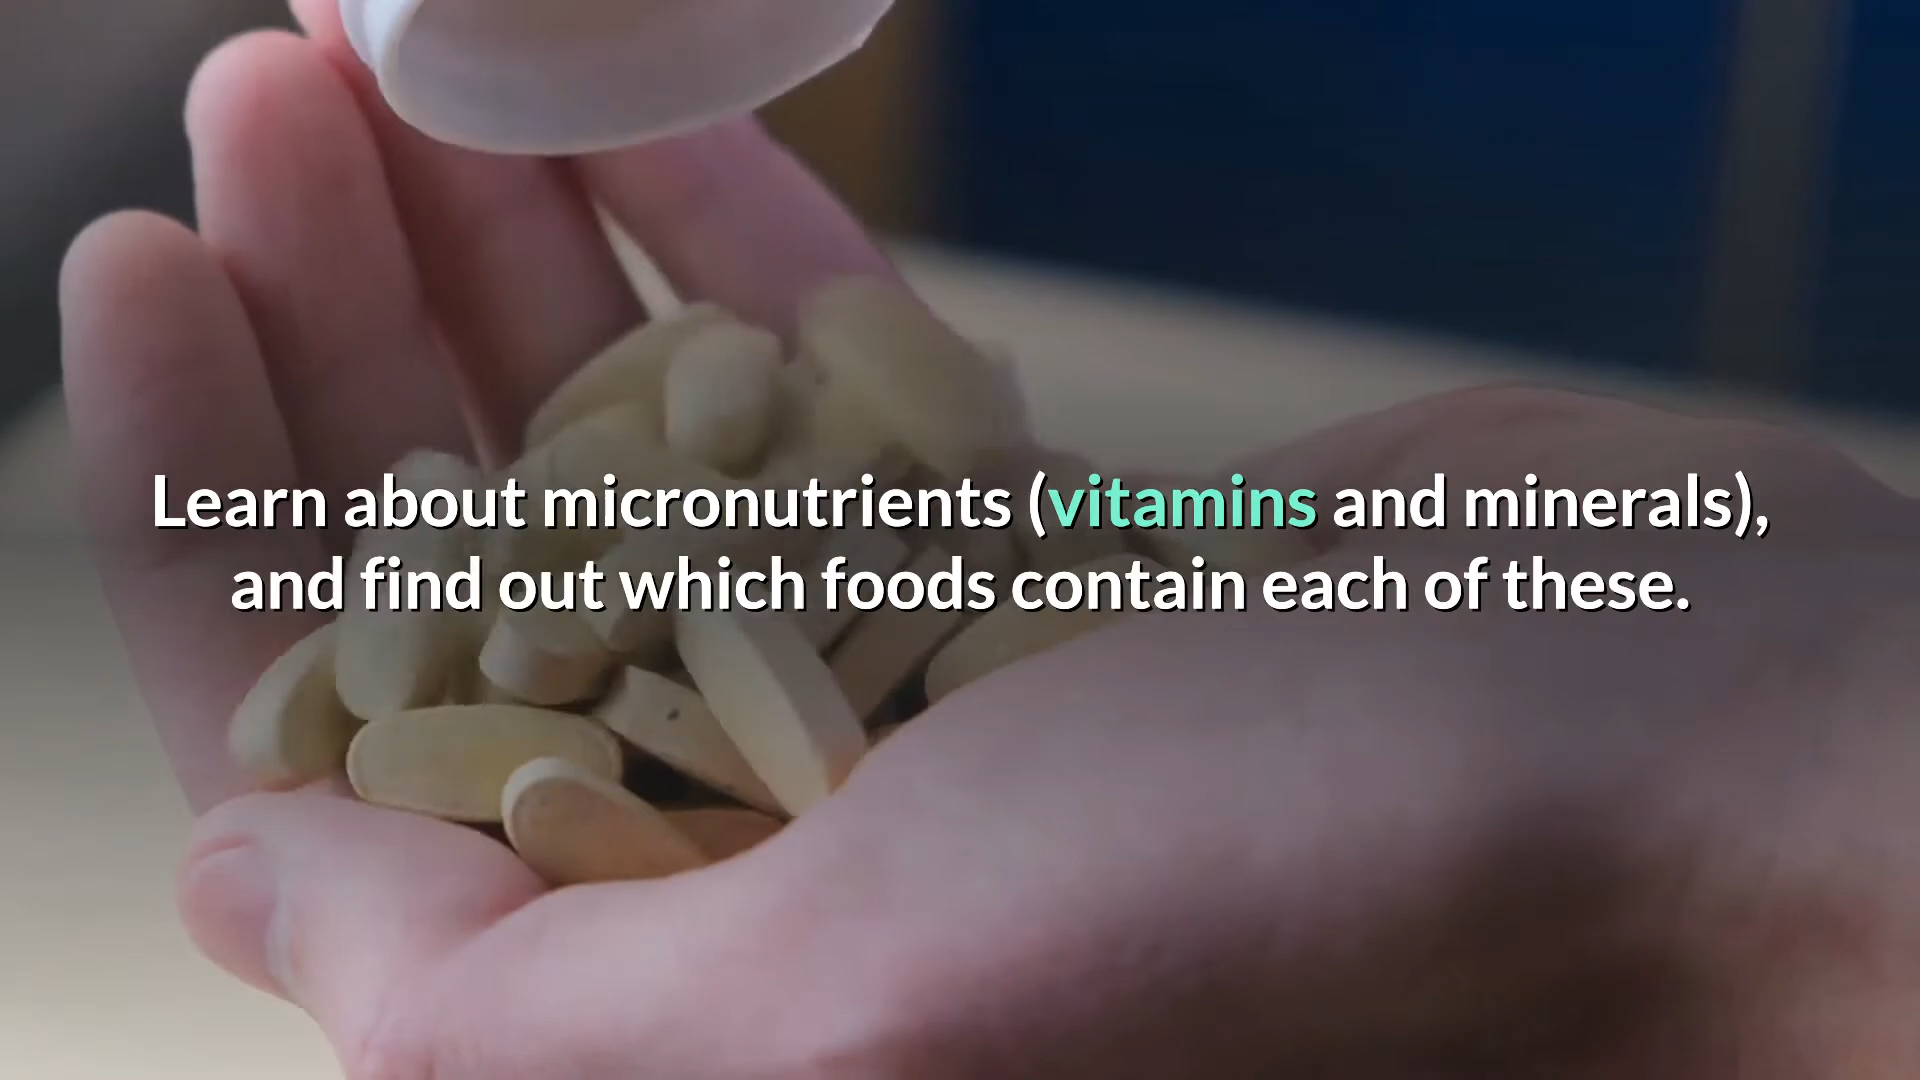 Learn about micronutrients (vitamins and minerals),
and find out which foods contain each of these.